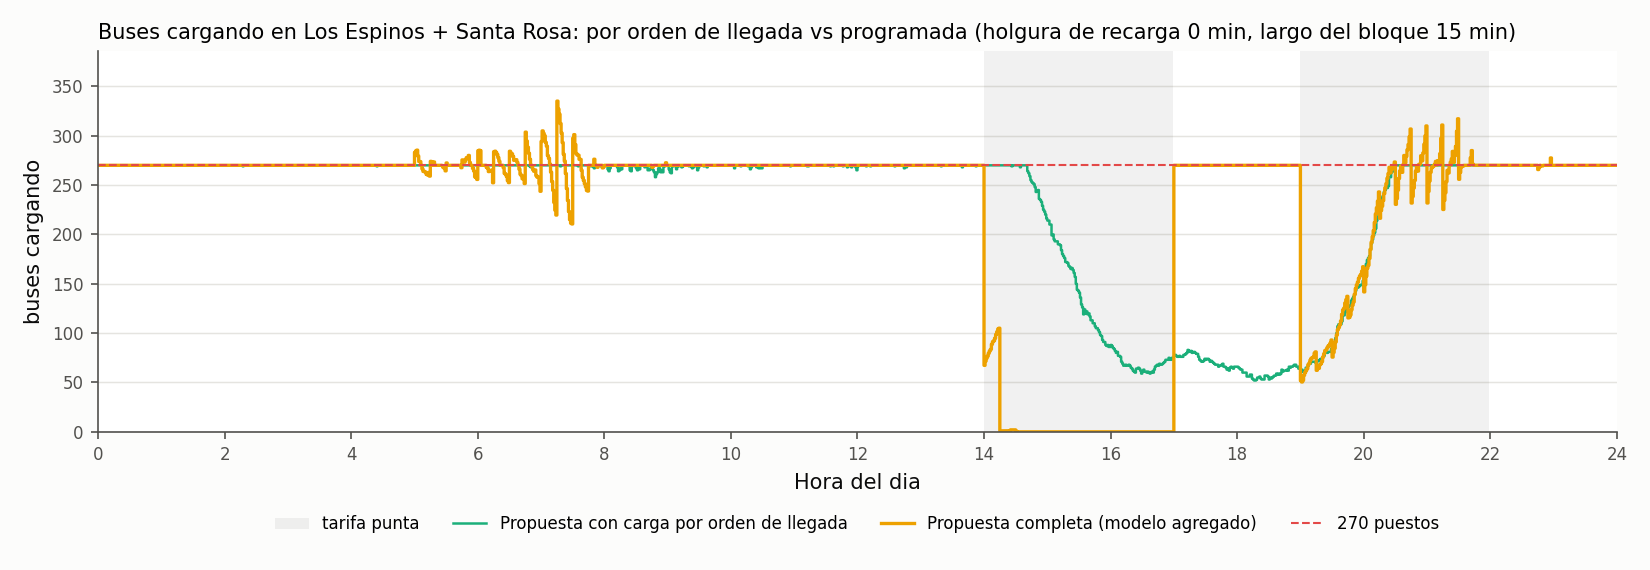 Buses cargando en Los Espinos + Santa Rosa: por orden de llegada vs programada (holgura de recarga 0 min, largo del bloque 15 min)
buses cargando
350
300
250
200
150
100
50
0
0 2 4 6 8 10 12 14 16 18 20 22 24
Hora del dia
tarifa punta Propuesta con carga por orden de llegada Propuesta completa (modelo agregado) 270 puestos